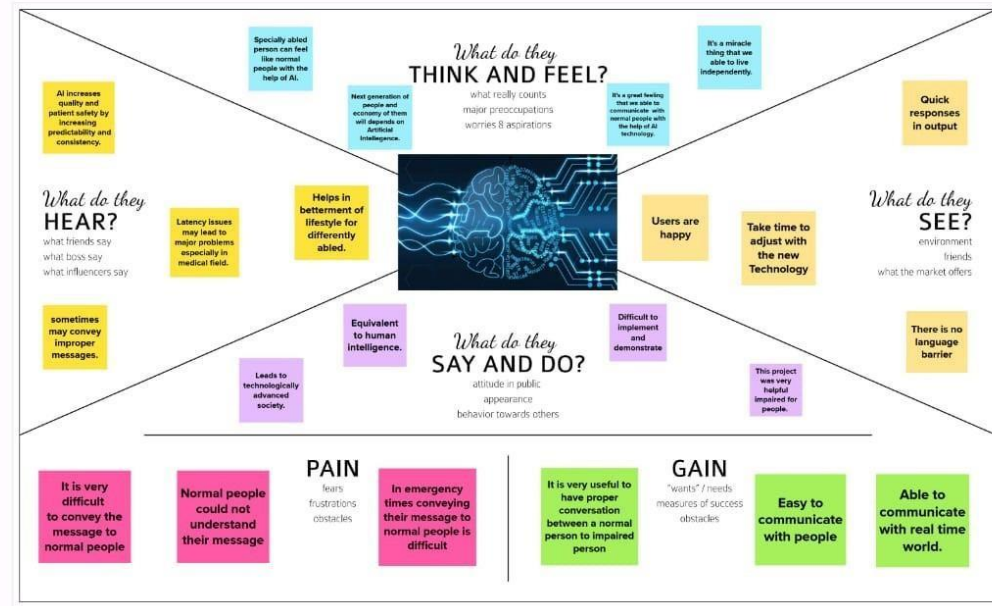 What do they
THINK AND FEEL?
what really counts
major preoccupations
worries 8 aspirations
Specially abled
person can feel
like normal
people with the
help of AI.
Next generation of
people and
economy of them
will depends on
Artificial
Intellegence.
It's a great feeling
that we able to
communicate with
normal people with
the help of AI
technology.
It's a miracle
thing that we
able to live
independently.
What do they
HEAR?
what friends say
what boss say
what influencers say
AI increases
quality and
patient safety by
increasing
predictability and
consistency.
Latency issues
may lead to
major problems
especially in
medical field.
Helps in
betterment of
lifestyle for
differently
abled.
sometimes
may convey
improper
messages.
What do they
SEE?
environment
friends
what the market offers
Quick
responses
in output
Users are
happy
Take time to
adjust with
the new
Technology
There is no
language
barrier
What do they
SAY AND DO?
attitude in public
appearance
behavior towards others
Equivalent
to human
intelligence.
Leads to
technologically
advanced
society.
Difficult to
implement
and
demonstrate
This project
was very
helpful
impaired for
people.
PAIN
fears
frustrations
obstacles
It is very
difficult
to convey the
message to
normal people
Normal people
could not
understand
their message
In emergency
times conveying
their message to
normal people is
difficult
GAIN
"wants" / needs
measures of success
obstacles
It is very useful to
have proper
conversation
between a normal
person to impaired
person
Easy to
communicate
with people
Able to
communicate
with real time
world.